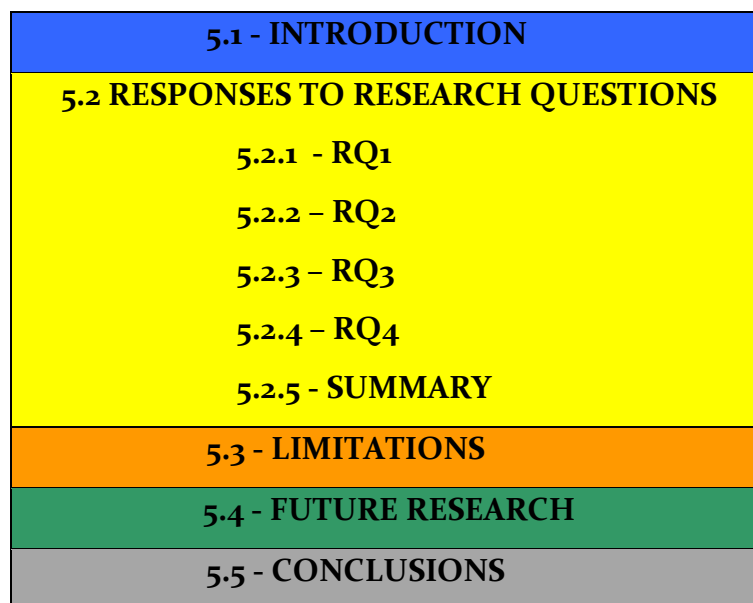 5.1 - INTRODUCTION
5.2 RESPONSES TO RESEARCH QUESTIONS
5.2.1 - RQ1
5.2.2 – RQ2
5.2.3 – RQ3
5.2.4 – RQ4
5.2.5 - SUMMARY
5.3 - LIMITATIONS
5.4 - FUTURE RESEARCH
5.5 - CONCLUSIONS